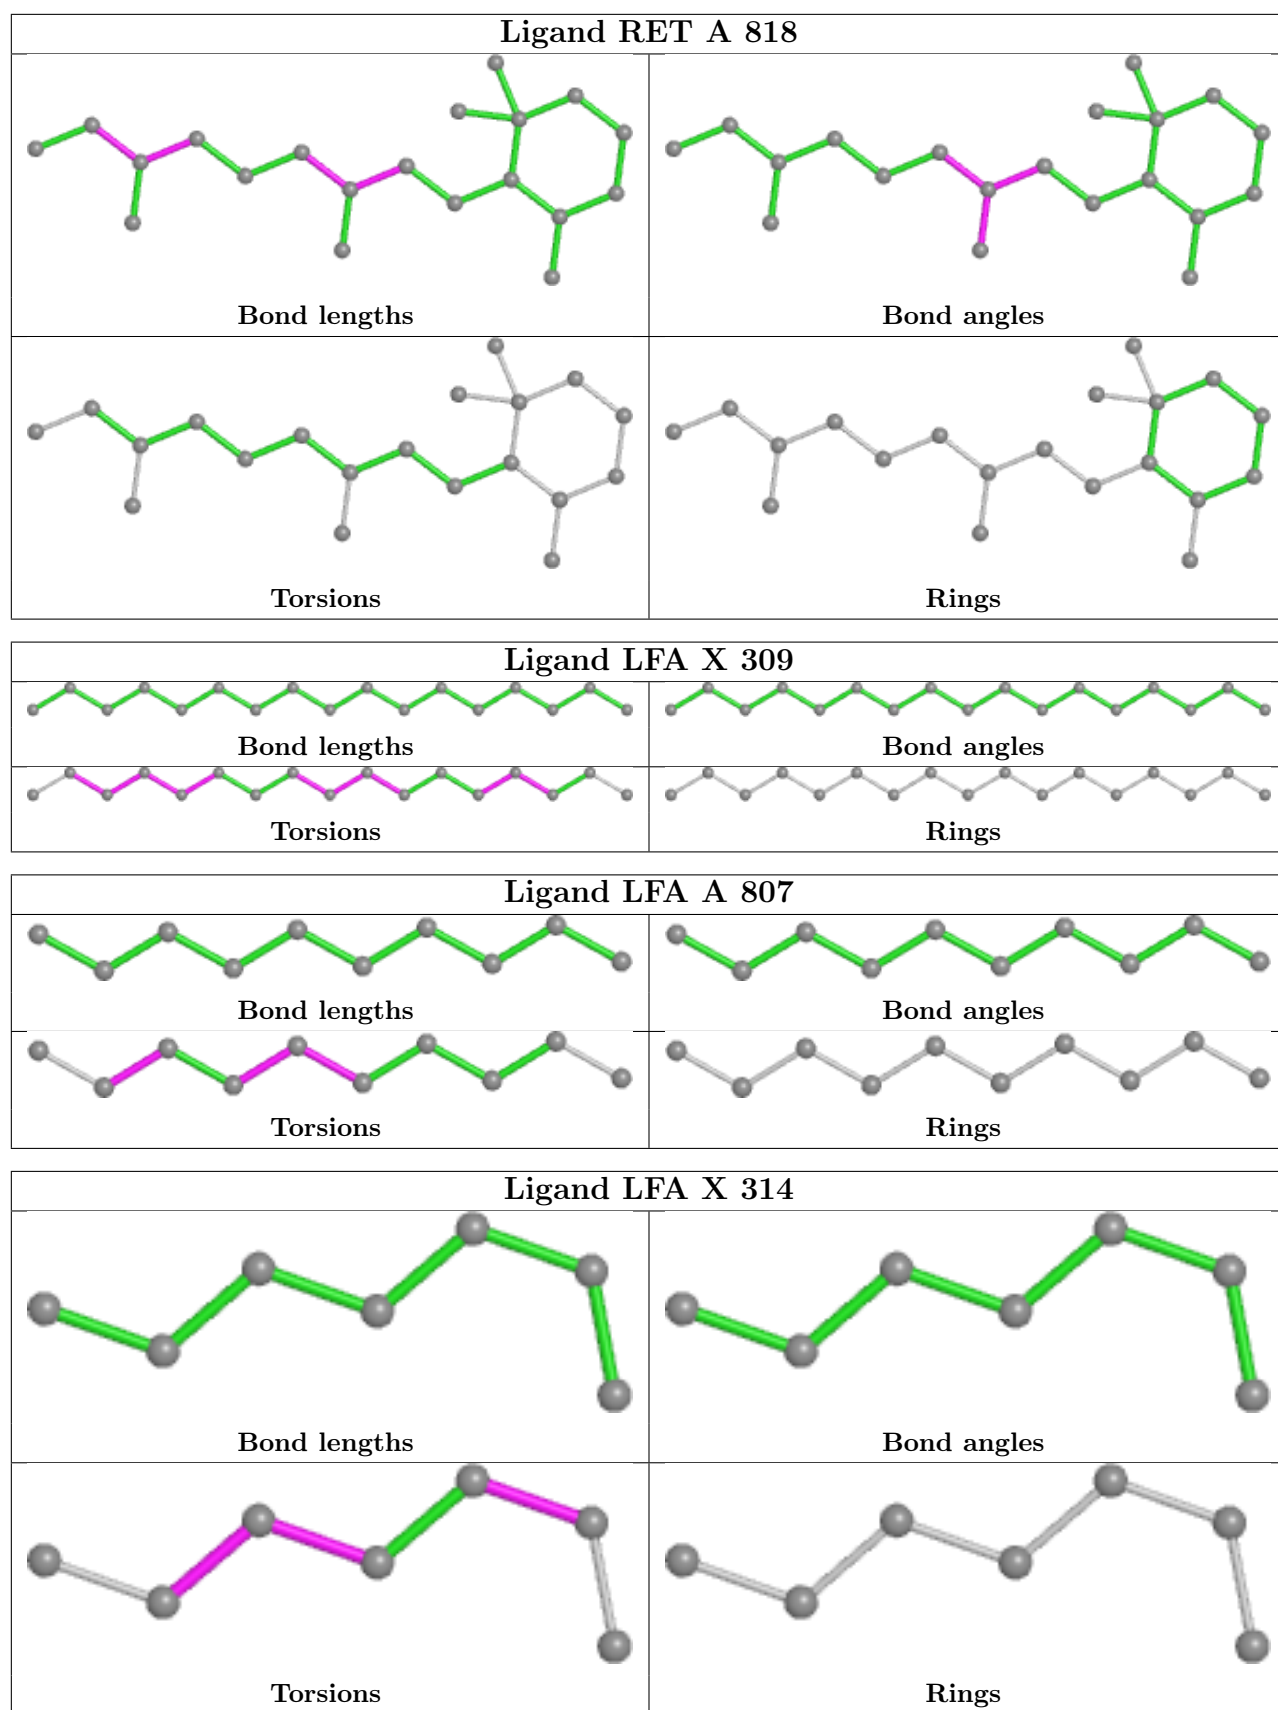 Ligand RET A 818
Bond lengths
Bond angles
Torsions
Rings
Ligand LFA X 309
Bond lengths
Bond angles
Torsions
Rings
Ligand LFA A 807
Bond lengths
Bond angles
Torsions
Rings
Ligand LFA X 314
Bond lengths
Bond angles
Torsions
Rings